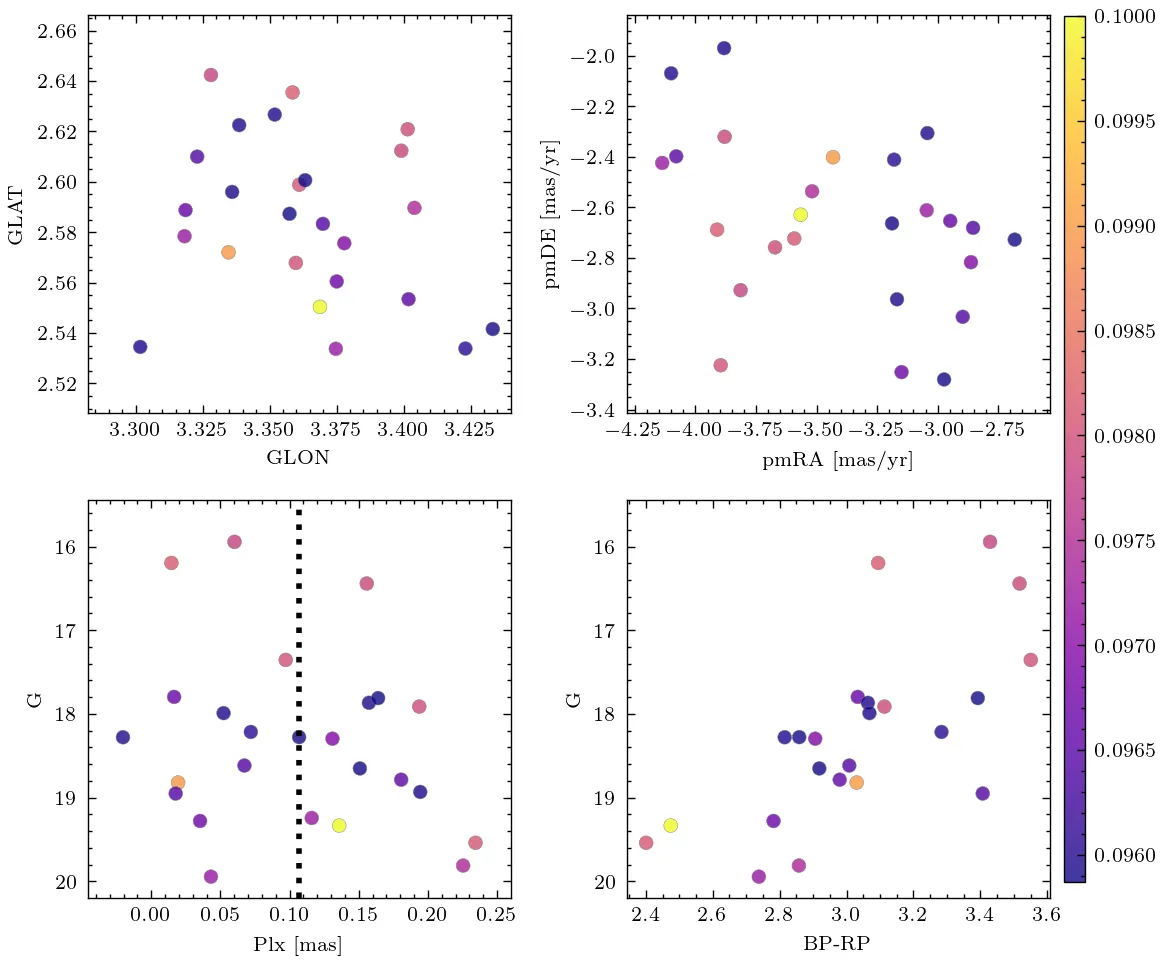 2.66
2.64
2.62
2.60
2.58
2.56
2.54
2.52
GLAT
3.300 3.325 3.350 3.375 3.400 3.425
GLON
−2.0
−2.2
−2.4
−2.6
−2.8
−3.0
−3.2
−3.4
pmDE [mas/yr]
−4.25 −4.00 −3.75 −3.50 −3.25 −3.00 −2.75
pmRA [mas/yr]
16
17
18
19
20
G
0.00 0.05 0.10 0.15 0.20 0.25
Plx [mas]
16
17
18
19
20
G
2.4 2.6 2.8 3.0 3.2 3.4 3.6
BP-RP
0.1000
0.0995
0.0990
0.0985
0.0980
0.0975
0.0970
0.0965
0.0960